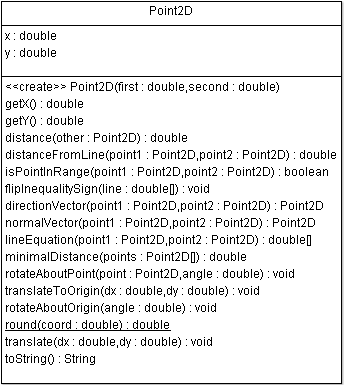 Point2D
x : double
y : double
<<create>> Point2D(first : double,second : double)
getX() : double
getY() : double
distance(other : Point2D) : double
distanceFromLine(point1 : Point2D,point2 : Point2D) : double
isPointInRange(point1 : Point2D,point2 : Point2D) : boolean
flipInequalitySign(line : double[]) : void
directionVector(point1 : Point2D,point2 : Point2D) : Point2D
normalVector(point1 : Point2D,point2 : Point2D) : Point2D
lineEquation(point1 : Point2D,point2 : Point2D) : double[]
minimalDistance(points : Point2D[]) : double
rotateAboutPoint(point : Point2D,angle : double) : void
translateToOrigin(dx : double,dy : double) : void
rotateAboutOrigin(angle : double) : void
round(coord : double) : double
translate(dx : double,dy : double) : void
toString() : String